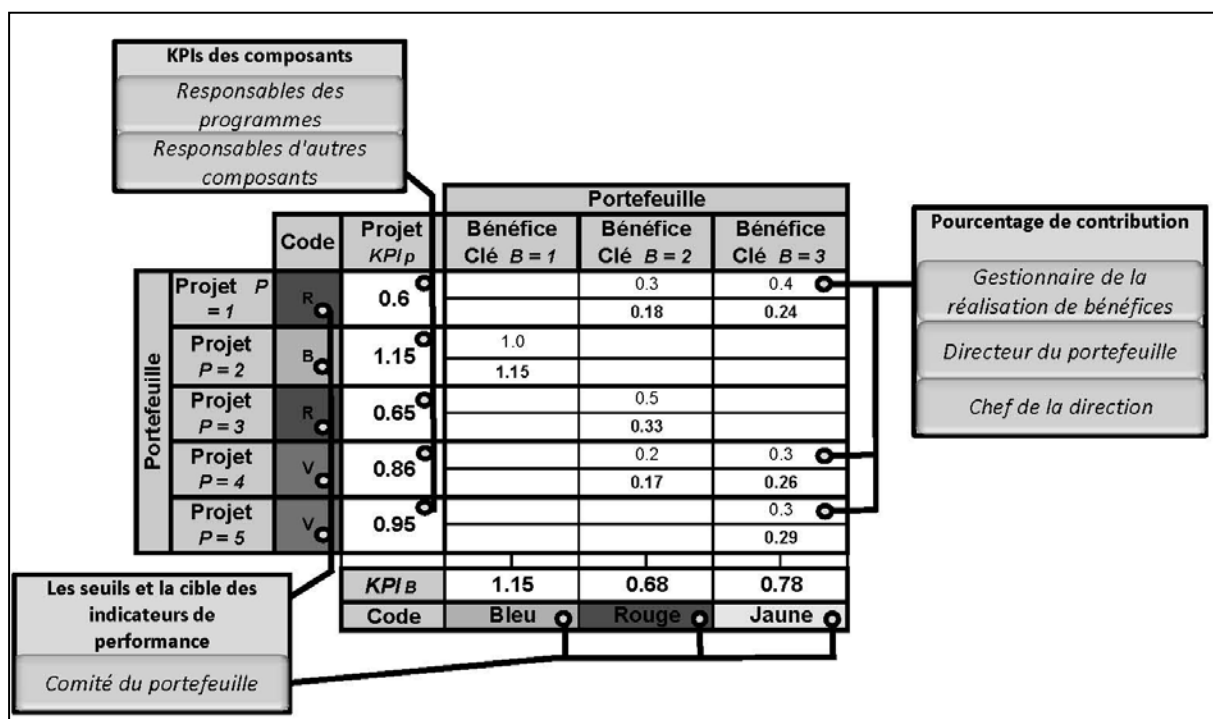 KPIs des composants
Responsables des
programmes
Responsables d'autres
composants
Portefeuille
Code
Projet
KPI p
Bénéfice
Clé B = 1
Bénéfice
Clé B = 2
Bénéfice
Clé B = 3
Portefeuille
Projet P
= 1
R
0.6
0.3
0.4
0.18
0.24
Projet
P = 2
B
1.15
1.0
1.15
Projet
P = 3
R
0.65
0.5
0.33
Projet
P = 4
V
0.86
0.2
0.3
0.17
0.26
Projet
P = 5
V
0.95
0.3
0.29
KPI B
1.15
0.68
0.78
Code
Bleu
Rouge
Jaune
Pourcentage de contribution
Gestionnaire de la
réalisation de bénéfices
Directeur du portefeuille
Chef de la direction
Les seuils et la cible des
indicateurs de
performance
Comité du portefeuille